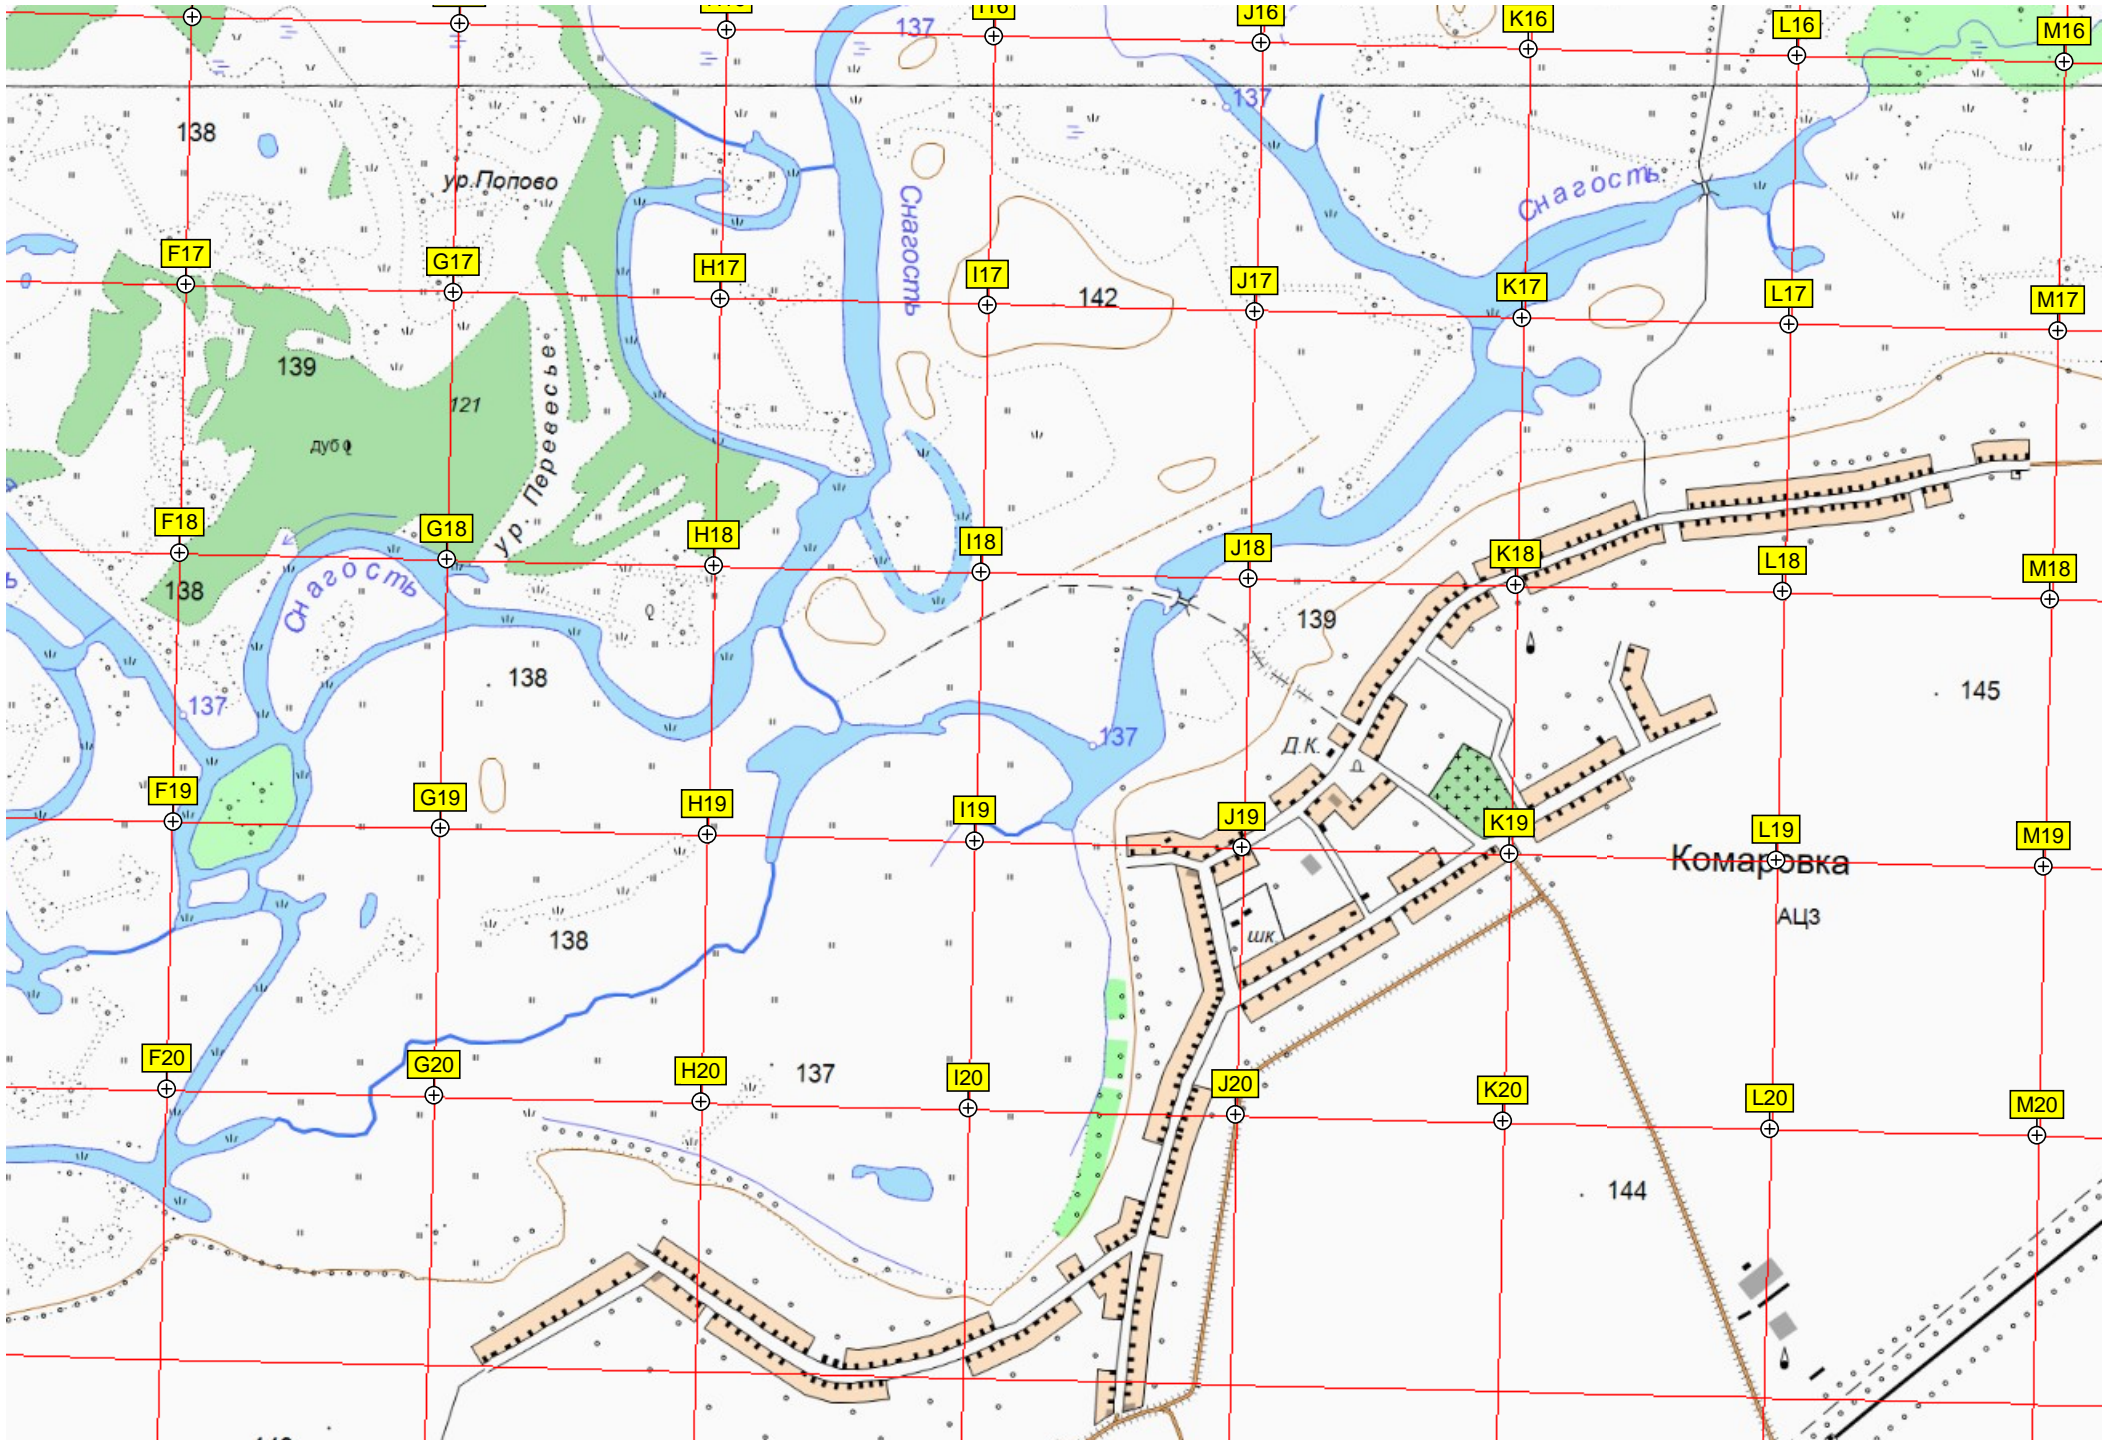 I16
J16
K16
L16
M16
137
137
138
ур.Попово
Снагость
Снагость
F17
G17
H17
I17
142
J17
K17
L17
M17
139
121
дуб
ур. Перевесье
F18
G18
H18
I18
J18
K18
L18
M18
138
Снагость
139
138
145
137
137
Д.К.
F19
G19
H19
I19
J19
K19
L19
M19
Комаровка
АЦЗ
138
шк.
F20
G20
H20
137
I20
J20
K20
L20
M20
144